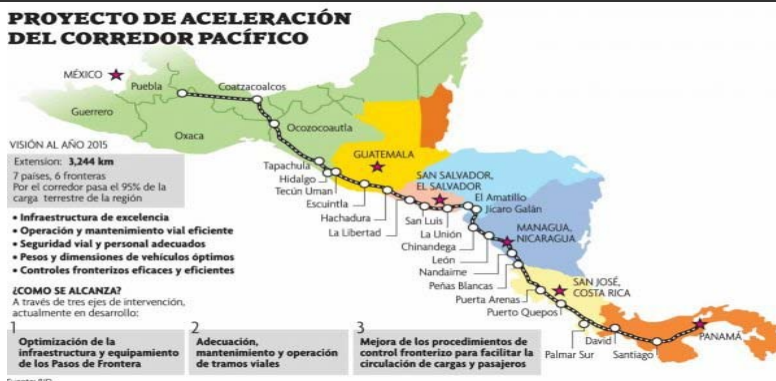 PROYECTO DE ACELERACIÓN
DEL CORREDOR PACÍFICO
MÉXICO
Puebla
Coatzacoalcos
Guerrero
Oxaca
Ocozocoautla
VISIÓN AL AÑO 2015
Extension: 3,244 km
7 países, 6 fronteras
Por el corredor pasa el 95% de la
carga terrestre de la región
• Infraestructura de excelencia
• Operación y mantenimiento vial eficiente
• Seguridad vial y personal adecuados
• Pesos y dimensiones de vehículos óptimos
• Controles fronterizos eficaces y eficientes
Tapachula
Hidalgo
Tecún Uman
Escuintla
Hachadura
La Libertad
GUATEMALA
SAN SALVADOR,
EL SALVADOR
San Luis
La Unión
El Amatillo
Jícaro Galán
Chinandega
León
MANAGUA,
NICARAGUA
Nandaime
Peñas Blancas
Puerta Arenas
Puerto Quepos
SAN JOSÉ,
COSTA RICA
Palmar Sur
David
Santiago
PANAMÁ
¿COMO SE ALCANZA?
A través de tres ejes de intervención,
actualmente en desarrollo:
1
Optimización de la
infraestructura y equipamiento
de los Pasos de Frontera
2
Adecuación,
mantenimiento y operación
de tramos viales
3
Mejora de los procedimientos de
control fronterizo para facilitar la
circulación de cargas y pasajeros